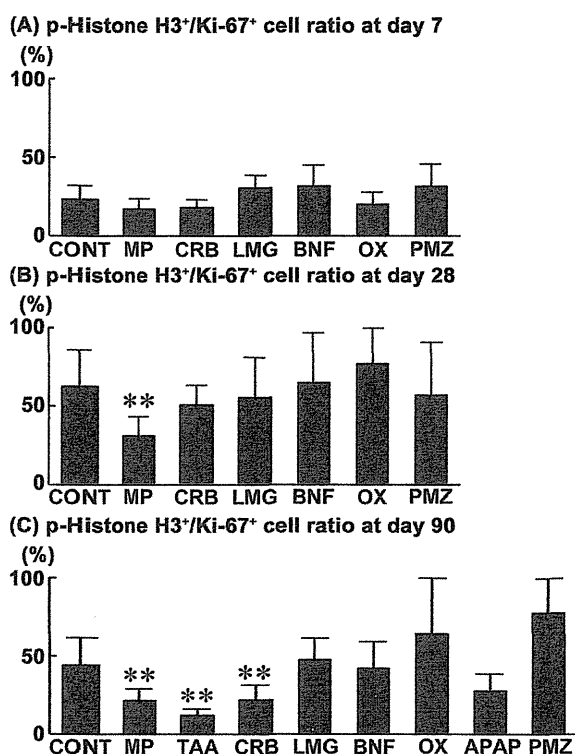 (A) p-Histone H3⁺/Ki-67⁺ cell ratio at day 7
(%)
100
50
0
CONT MP CRB LMG BNF OX PMZ
(B) p-Histone H3⁺/Ki-67⁺ cell ratio at day 28
(%)
100
**
50
0
CONT MP CRB LMG BNF OX PMZ
(C) p-Histone H3⁺/Ki-67⁺ cell ratio at day 90
(%)
100
** ** **
50
0
CONT MP TAA CRB LMG BNF OX APAP PMZ